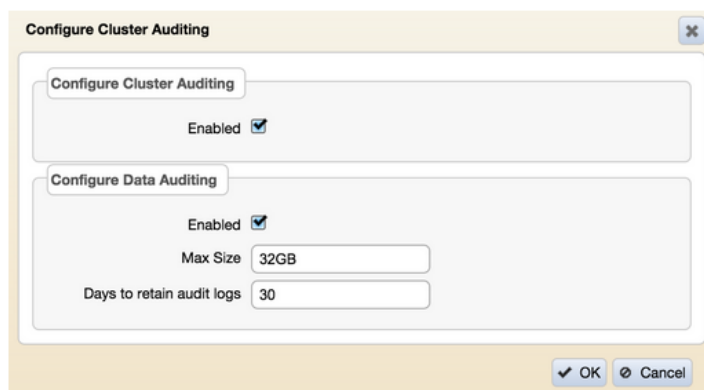 Configure Cluster Auditing
Configure Cluster Auditing
Enabled
Configure Data Auditing
Enabled
Max Size 32GB
Days to retain audit logs 30
OK Cancel